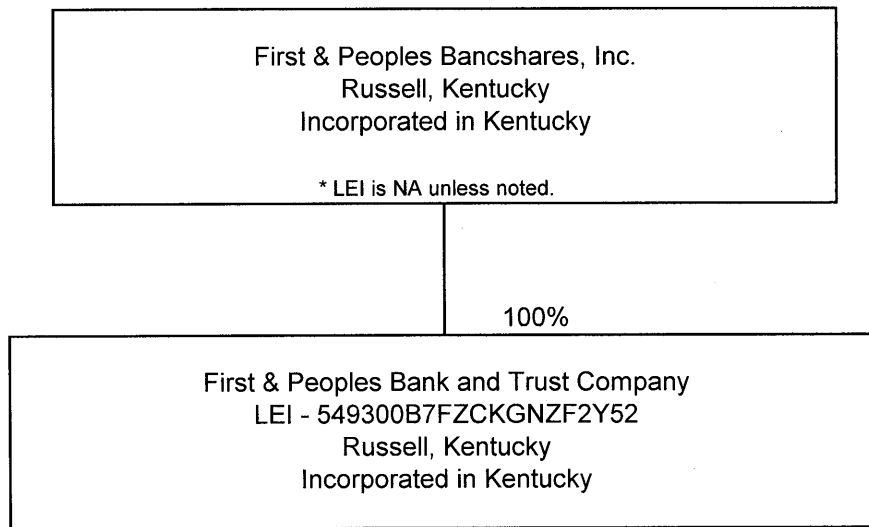 First & Peoples Bancshares, Inc.
Russell, Kentucky
Incorporated in Kentucky
* LEI is NA unless noted.
100%
First & Peoples Bank and Trust Company
LEI - 549300B7FZCKGNZF2Y52
Russell, Kentucky
Incorporated in Kentucky